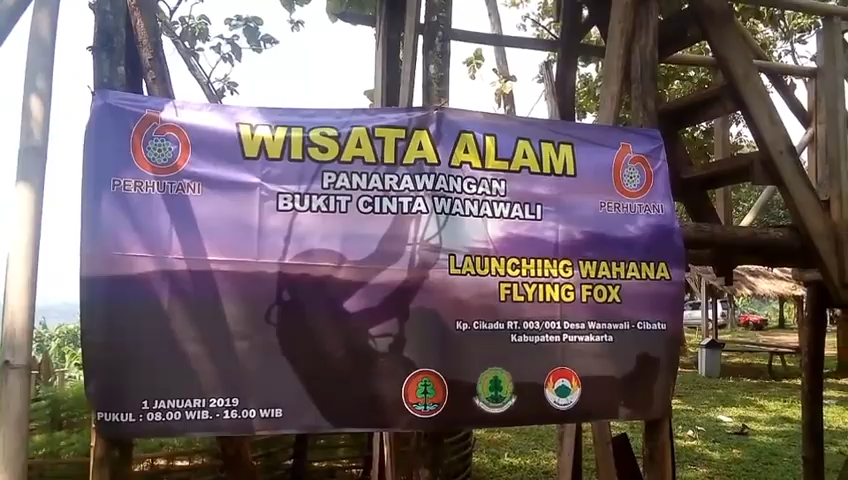 WISATA ALAM
PERHUTANI
PERHUTANI
PANARAWANGAN
BUKIT CINTA WANAWALI
LAUNCHING WAHANA
FLYING FOX
Kp. Cikadu RT. 003/001 Desa Wanawali - Cibatu
Kabupaten Purwakarta
1 JANUARI 2019
PUKUL : 08.00 WIB. - 16.00 WIB